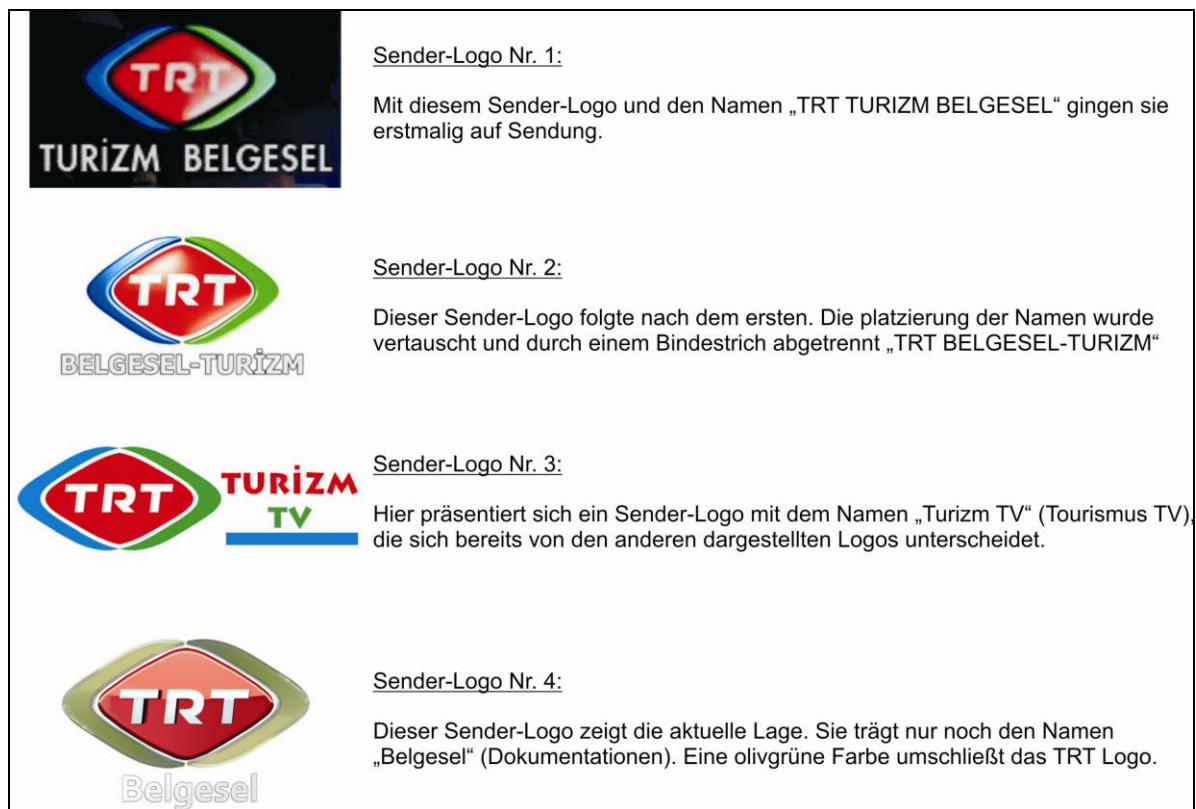 TRT
TURİZM BELGESEL
Sender-Logo Nr. 1:
Mit diesem Sender-Logo und den Namen „TRT TURIZM BELGESEL“ gingen sie
erstmalig auf Sendung.
TRT
BELGESEL-TURİZM
Sender-Logo Nr. 2:
Dieser Sender-Logo folgte nach dem ersten. Die platzierung der Namen wurde
vertauscht und durch einem Bindestrich abgetrennt „TRT BELGESEL-TURIZM“
TRT
TURİZM
TV
Sender-Logo Nr. 3:
Hier präsentiert sich ein Sender-Logo mit dem Namen „Turizm TV“ (Tourismus TV),
die sich bereits von den anderen dargestellten Logos unterscheidet.
TRT
Belgesel
Sender-Logo Nr. 4:
Dieser Sender-Logo zeigt die aktuelle Lage. Sie trägt nur noch den Namen
„Belgesel“ (Dokumentationen). Eine olivgrüne Farbe umschließt das TRT Logo.